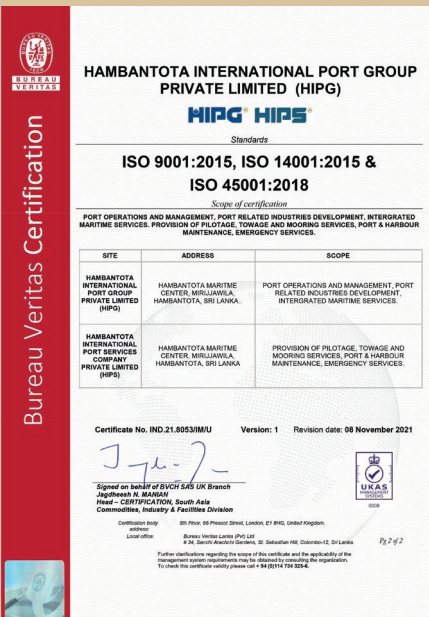 BUREAU
VERITAS
Bureau Veritas Certification
HAMBANTOTA INTERNATIONAL PORT GROUP
PRIVATE LIMITED (HIPG)
HIPG HIPS
Standards
ISO 9001:2015, ISO 14001:2015 &
ISO 45001:2018
Scope of certification
PORT OPERATIONS AND MANAGEMENT, PORT RELATED INDUSTRIES DEVELOPMENT, INTERGRATED
MARITIME SERVICES. PROVISION OF PILOTAGE, TOWAGE AND MOORING SERVICES, PORT & HARBOUR
MAINTENANCE, EMERGENCY SERVICES.
SITE ADDRESS SCOPE
HAMBANTOTA
INTERNATIONAL
PORT GROUP
PRIVATE LIMITED
(HIPG)
HAMBANTOTA MARITME
CENTER, MIRIJJAWILA,
HAMBANTOTA, SRI LANKA.
PORT OPERATIONS AND MANAGEMENT, PORT
RELATED INDUSTRIES DEVELOPMENT,
INTERGRATED MARITIME SERVICES.
HAMBANTOTA
INTERNATIONAL
PORT SERVICES
COMPANY
PRIVATE LIMITED
(HIPS)
HAMBANTOTA MARITME
CENTER, MIRIJJAWILA,
HAMBANTOTA, SRI LANKA
PROVISION OF PILOTAGE, TOWAGE AND
MOORING SERVICES, PORT & HARBOUR
MAINTENANCE, EMERGENCY SERVICES.
Certificate No. IND.21.8053/IM/U Version: 1 Revision date: 08 November 2021
Signed on behalf of BVCH SAS UK Branch
Jagdheesh N. MANIAN
Head – CERTIFICATION, South Asia
Commodities, Industry & Facilities Division
UKAS
MANAGEMENT
SYSTEMS
0008
Certification body
address:
5th Floor, 66 Prescot Street, London, E1 8HG, United Kingdom.
Local office:
Bureau Veritas Lanka (Pvt) Ltd
# 34, Sanchi Arachchi Gardens, St. Sebastian Hill, Colombo-12, Sri Lanka.
Pg 2 of 2
Further clarifications regarding the scope of this certificate and the applicability of the
management system requirements may be obtained by consulting the organization.
To check this certificate validity please call + 94 (0)114 734 325-6.